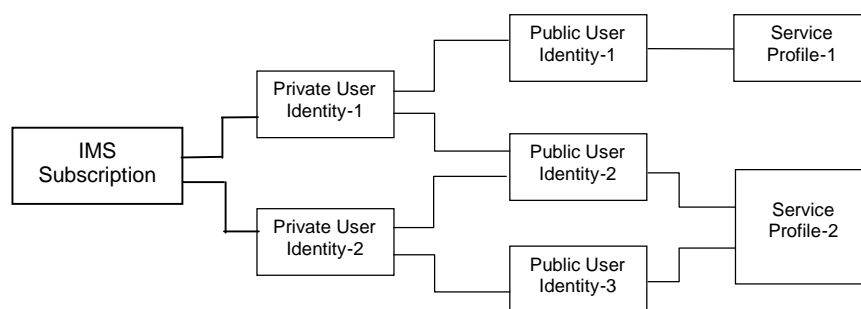 IMS
Subscription
Private User
Identity-1
Private User
Identity-2
Public User
Identity-1
Public User
Identity-2
Public User
Identity-3
Service
Profile-1
Service
Profile-2